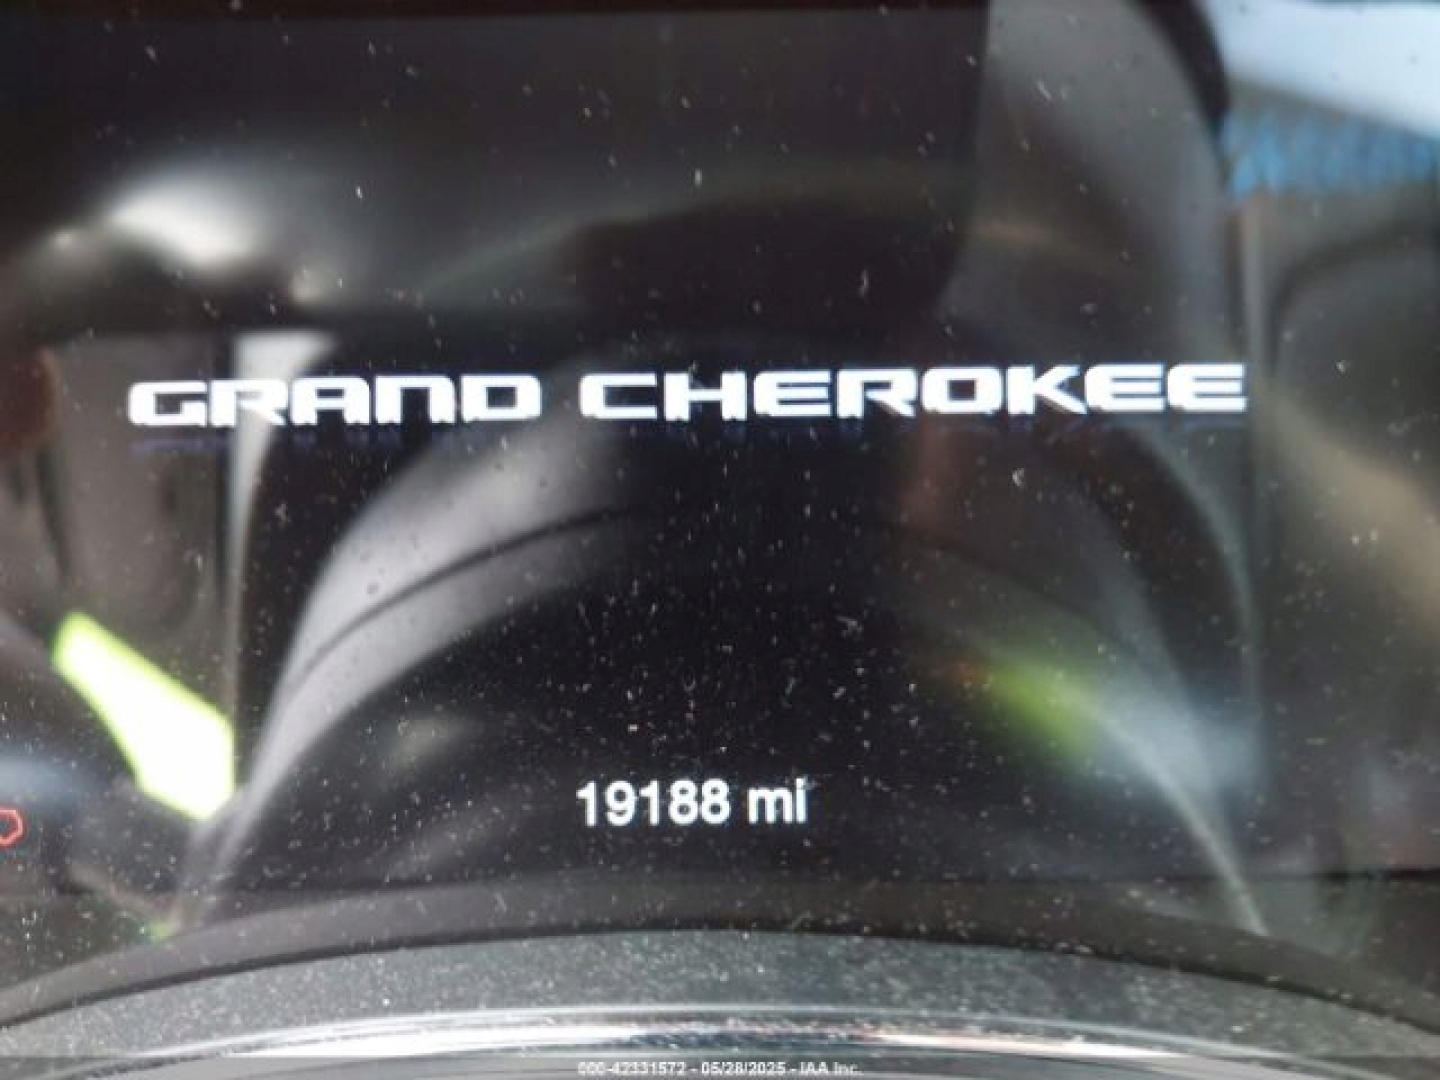 GRAND CHEROKEE
19188 mi
000-42331572 - 05/28/2025 - IAA Inc.